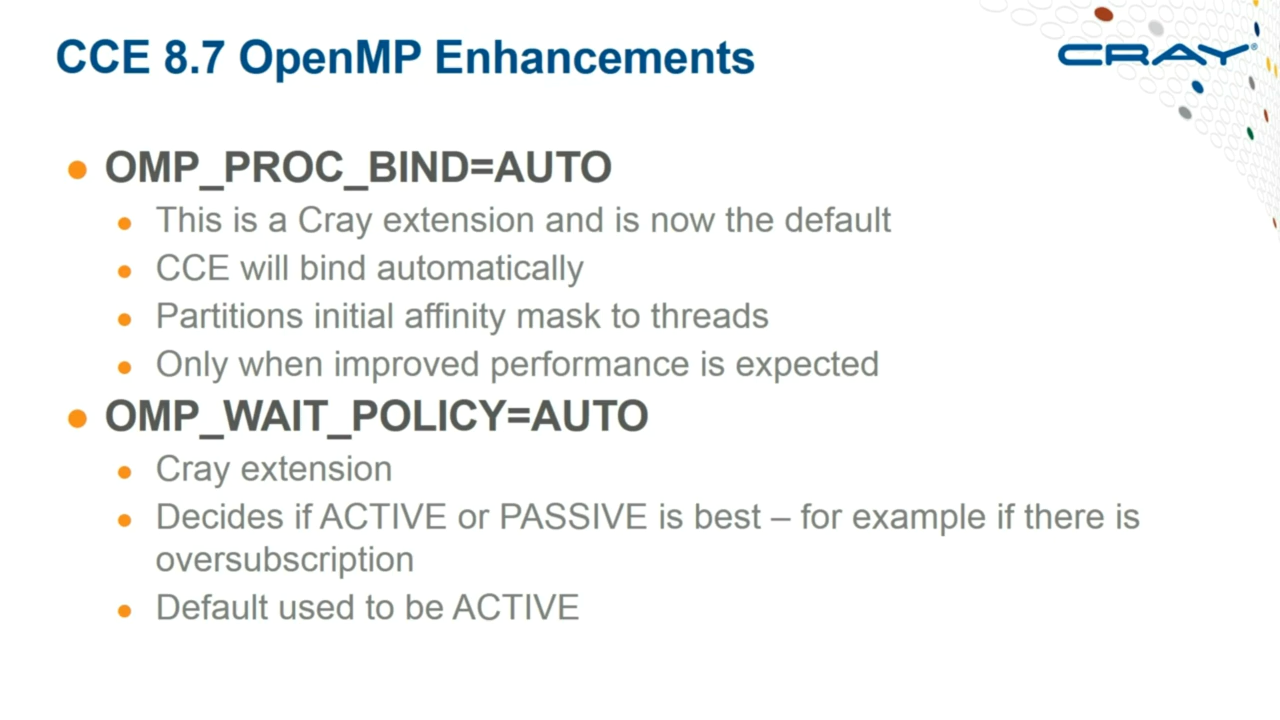 CCE 8.7 OpenMP Enhancements
CRAY®
OMP_PROC_BIND=AUTO
This is a Cray extension and is now the default
CCE will bind automatically
Partitions initial affinity mask to threads
Only when improved performance is expected
OMP_WAIT_POLICY=AUTO
Cray extension
Decides if ACTIVE or PASSIVE is best – for example if there is
oversubscription
Default used to be ACTIVE